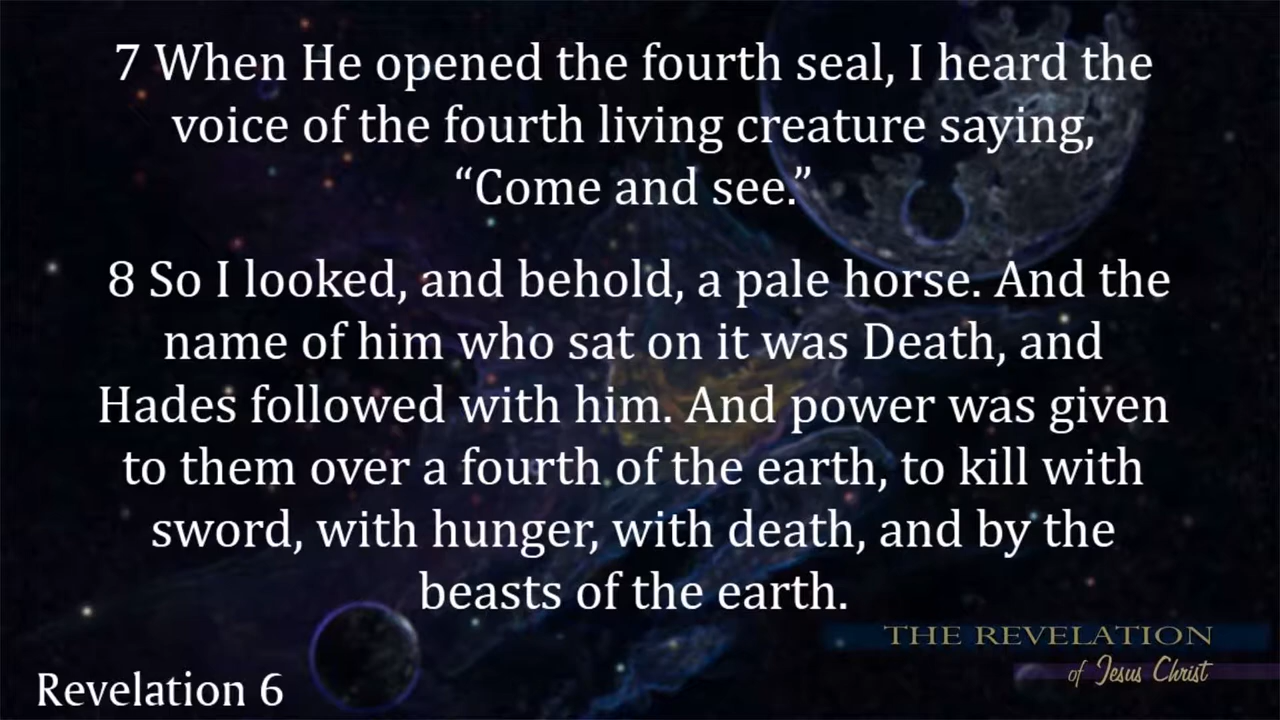 7 When He opened the fourth seal, I heard the
voice of the fourth living creature saying,
“Come and see.”
8 So I looked, and behold, a pale horse. And the
name of him who sat on it was Death, and
Hades followed with him. And power was given
to them over a fourth of the earth, to kill with
sword, with hunger, with death, and by the
beasts of the earth.
THE REVELATION
of Jesus Christ
Revelation 6